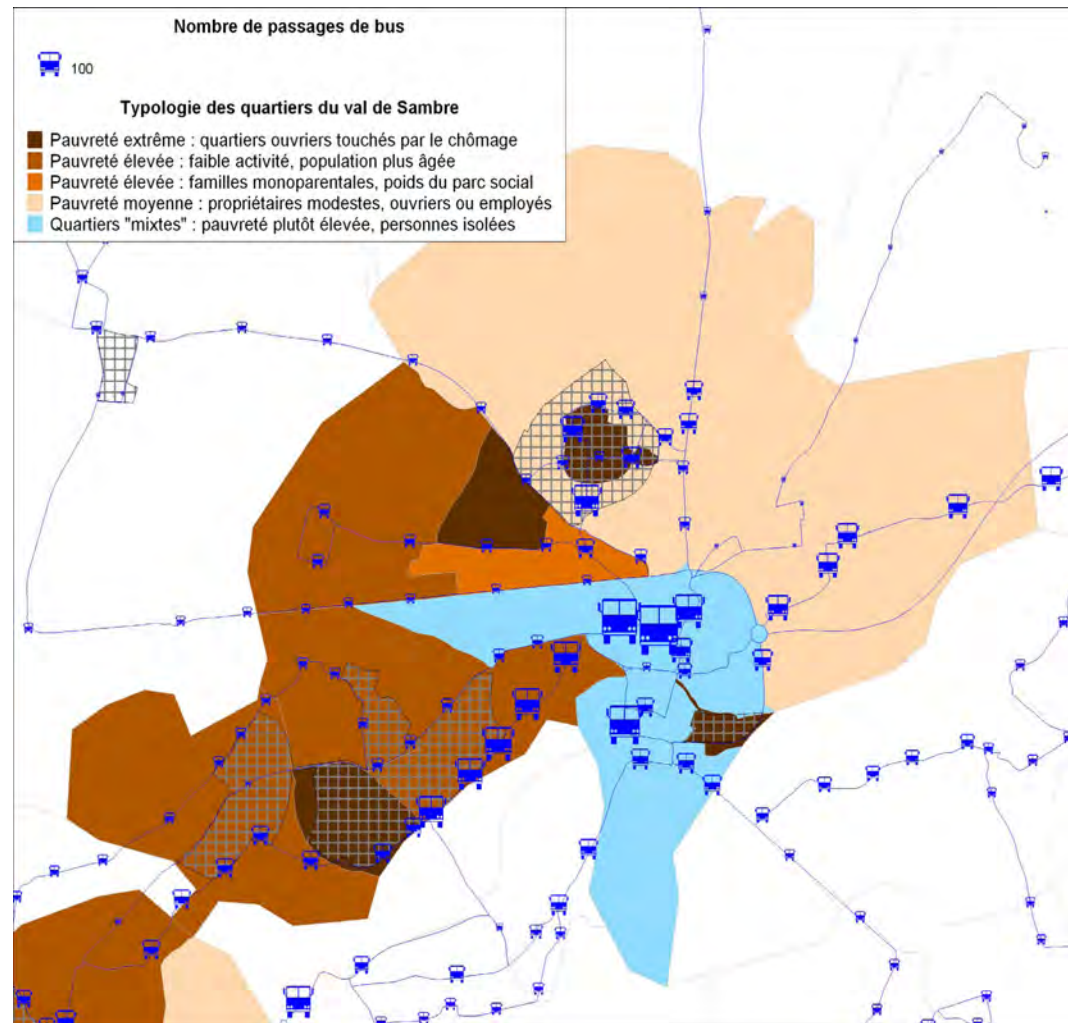 Nombre de passages de bus
100
Typologie des quartiers du val de Sambre
Pauvreté extrême : quartiers ouvriers touchés par le chômage
Pauvreté élevée : faible activité, population plus âgée
Pauvreté élevée : familles monoparentales, poids du parc social
Pauvreté moyenne : propriétaires modestes, ouvriers ou employés
Quartiers "mixtes" : pauvreté plutôt élevée, personnes isolées